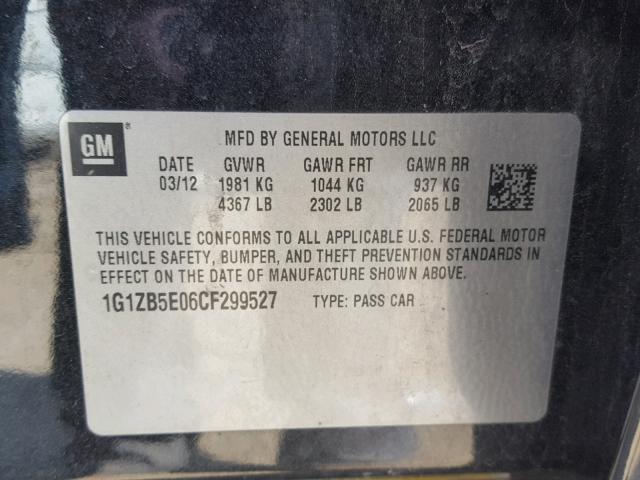 GM ®
MFD BY GENERAL MOTORS LLC
DATE GVWR GAWR FRT GAWR RR
03/12 1981 KG 1044 KG 937 KG
4367 LB 2302 LB 2065 LB
THIS VEHICLE CONFORMS TO ALL APPLICABLE U.S. FEDERAL MOTOR
VEHICLE SAFETY, BUMPER, AND THEFT PREVENTION STANDARDS IN
EFFECT ON THE DATE OF MANUFACTURE SHOWN ABOVE.
1G1ZB5E06CF299527 TYPE: PASS CAR